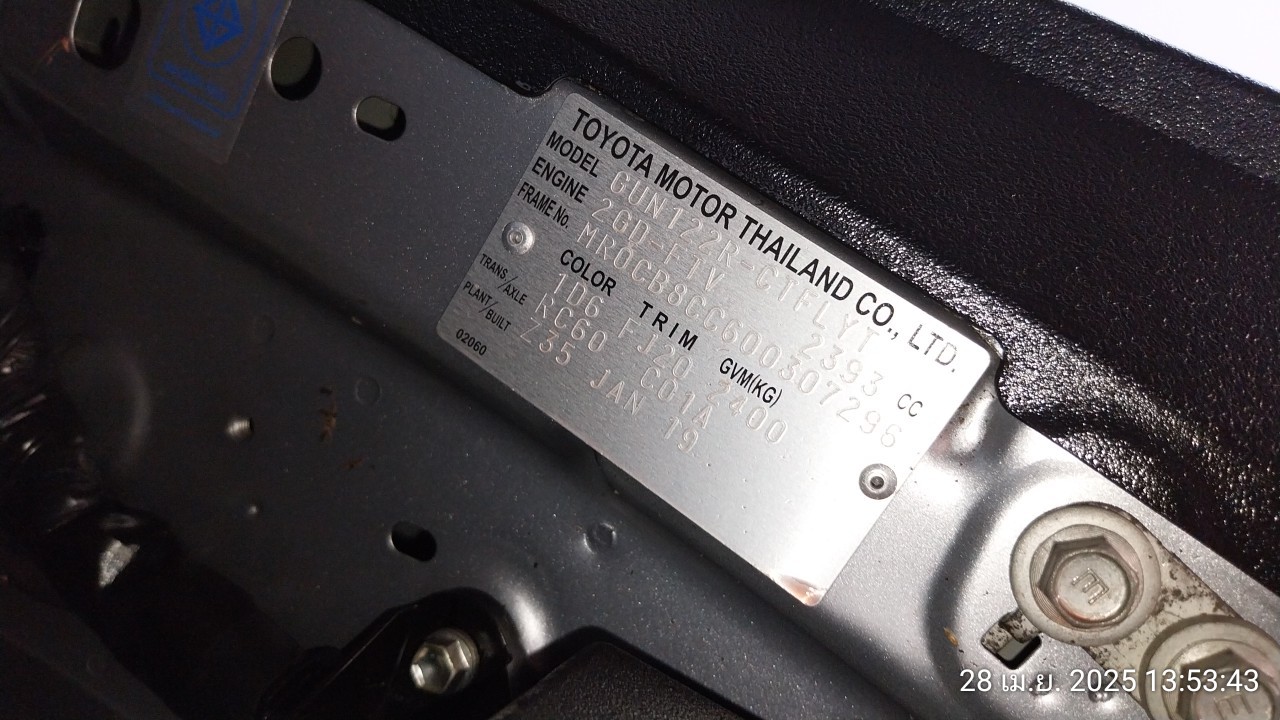 TOYOTA MOTOR THAILAND CO., LTD.
MODEL GUN122R-CTFLYT
ENGINE 2GD-FTV 2393 CC
FRAME No. MR0CB8CC600307296
COLOR TRIM GVM(KG)
1D6 FJ20 2400
TRANS/AXLE RC60 C01A
PLANT/BUILT Z35 JAN 19
02060
28 เม.ย. 2025 13:53:43